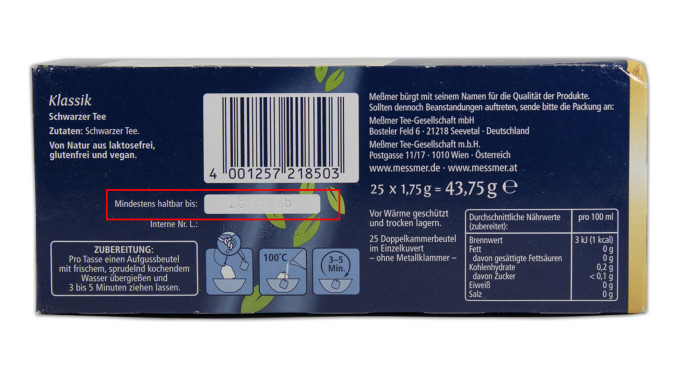 Klassik
Schwarzer Tee
Zutaten: Schwarzer Tee.
Von Natur aus laktosefrei,
glutenfrei und vegan.
4 001257 218503
Mindestens haltbar bis:
Interne Nr. L.:
ZUBEREITUNG:
Pro Tasse einen Aufgussbeutel
mit frischem, sprudelnd kochendem
Wasser übergießen und
3 bis 5 Minuten ziehen lassen.
100°C
3–5
Min.
Meßmer bürgt mit seinem Namen für die Qualität der Produkte.
Sollten dennoch Beanstandungen auftreten, sende bitte die Packung an:
Meßmer Tee-Gesellschaft mbH
Bosteler Feld 6 · 21218 Seevetal · Deutschland
Meßmer Tee-Gesellschaft m.b.H.
Postgasse 11/17 · 1010 Wien · Österreich
www.messmer.de · www.messmer.at
25 x 1,75 g = 43,75 g ℮
Vor Wärme geschützt
und trocken lagern.
25 Doppelkammerbeutel
im Einzelkuvert
– ohne Metallklammer –
Durchschnittliche Nährwerte pro 100 ml
(zubereitet):
Brennwert 3 kJ (1 kcal)
Fett 0 g
davon gesättigte Fettsäuren 0 g
Kohlenhydrate 0,2 g
davon Zucker < 0,1 g
Eiweiß 0 g
Salz 0 g